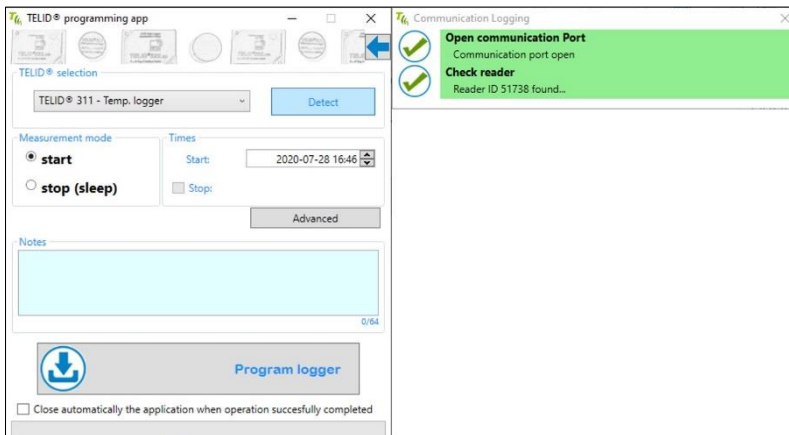 TELID® programming app
TELID® selection
TELID® 311 - Temp. logger
Detect
Measurement mode
start
stop (sleep)
Times
Start:
2020-07-28 16:46
Stop:
Advanced
Notes
0/64
Program logger
Close automatically the application when operation succesfully completed
Communication Logging
Open communication Port
Communication port open
Check reader
Reader ID 51738 found...